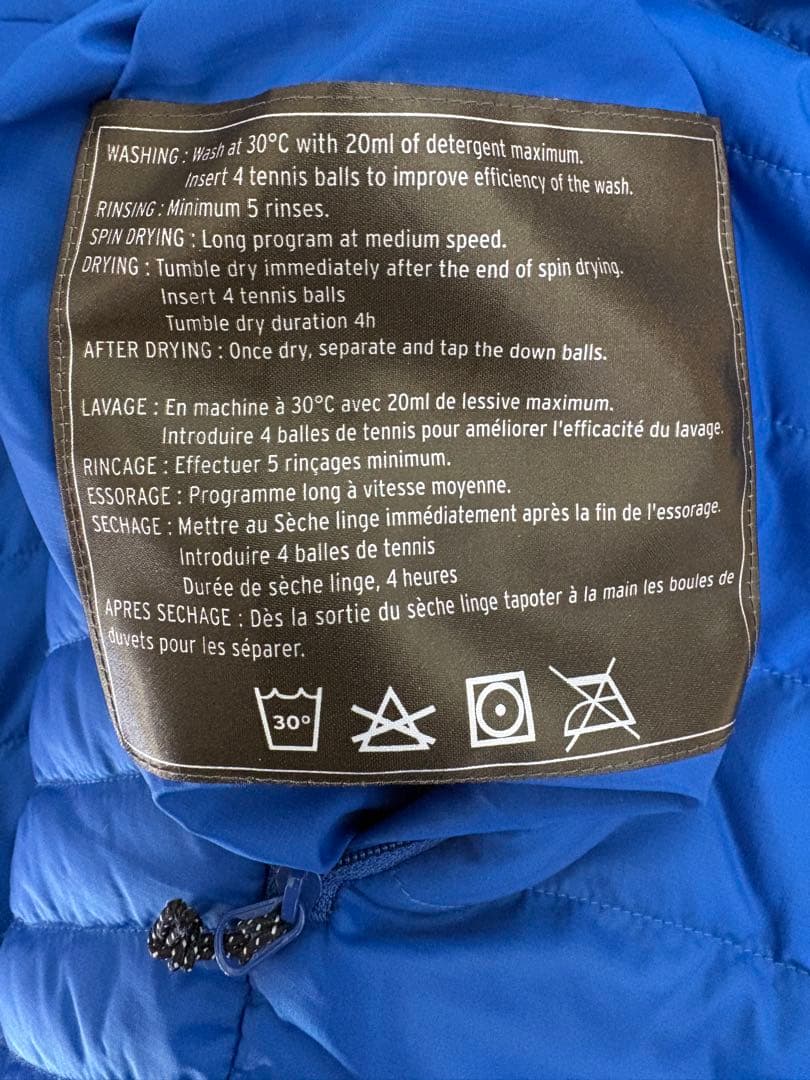 WASHING : Wash at 30°C with 20ml of detergent maximum.
Insert 4 tennis balls to improve efficiency of the wash.
RINSING : Minimum 5 rinses.
SPIN DRYING : Long program at medium speed.
DRYING : Tumble dry immediately after the end of spin drying.
Insert 4 tennis balls
Tumble dry duration 4h
AFTER DRYING : Once dry, separate and tap the down balls.
LAVAGE : En machine à 30°C avec 20ml de lessive maximum.
Introduire 4 balles de tennis pour améliorer l'efficacité du lavage.
RINCAGE : Effectuer 5 rinçages minimum.
ESSORAGE : Programme long à vitesse moyenne.
SECHAGE : Mettre au Sèche linge immédiatement après la fin de l'essorage.
Introduire 4 balles de tennis
Durée de sèche linge, 4 heures
APRES SECHAGE : Dès la sortie du sèche linge tapoter à la main les boules de
duvets pour les séparer.
30°